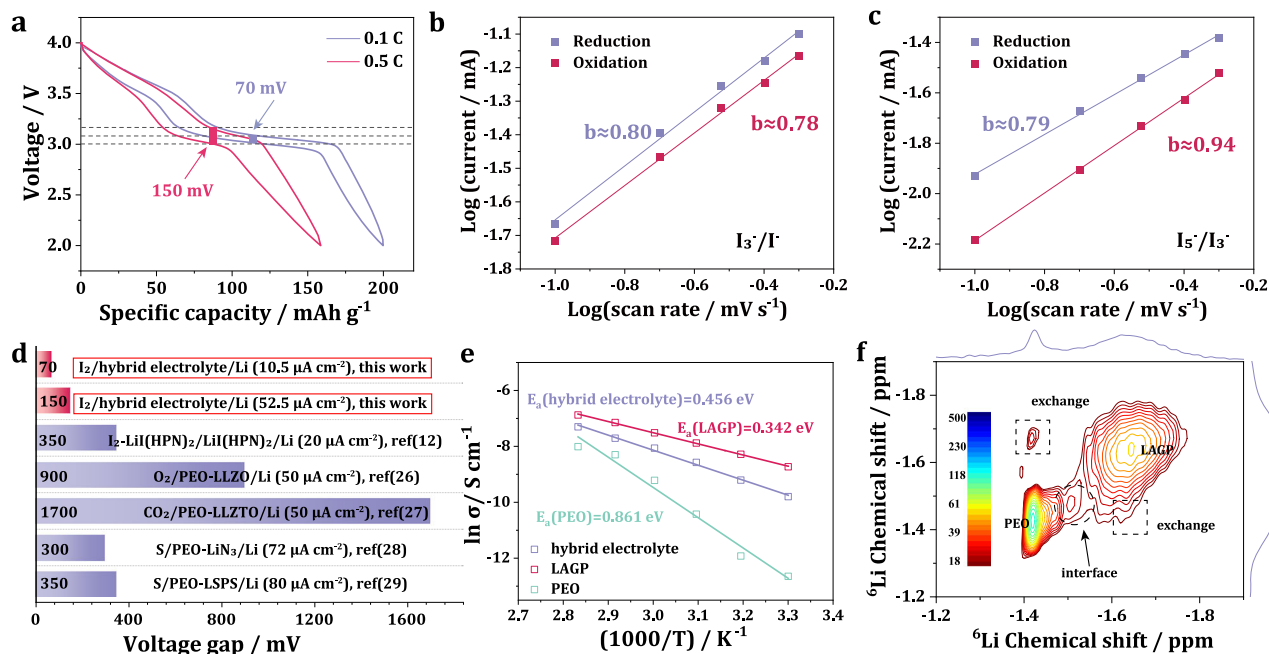 a
4.0
3.5
3.0
2.5
2.0
Voltage / V
0.1 C
0.5 C
70 mV
150 mV
0
50
100
150
200
Specific capacity / mAh g⁻¹
b
-1.1
-1.2
-1.3
-1.4
-1.5
-1.6
-1.7
-1.8
Log (current / mA)
Reduction
Oxidation
b≈0.80
b≈0.78
I₃⁻/I⁻
-1.0
-0.8
-0.6
-0.4
-0.2
Log(scan rate / mV s⁻¹)
c
-1.4
-1.6
-1.8
-2.0
-2.2
Log (current / mA)
Reduction
Oxidation
b≈0.79
b≈0.94
I₅⁻/I₃⁻
-1.0
-0.8
-0.6
-0.4
-0.2
Log(scan rate / mV s⁻¹)
d
70 I₂/hybrid electrolyte/Li (10.5 μA cm⁻²), this work
150 I₂/hybrid electrolyte/Li (52.5 μA cm⁻²), this work
350 I₂-LiI(HPN)₂/LiI(HPN)₂/Li (20 μA cm⁻²), ref(12)
900 O₂/PEO-LLZO/Li (50 μA cm⁻²), ref(26)
1700 CO₂/PEO-LLZTO/Li (50 μA cm⁻²), ref(27)
300 S/PEO-LiN₃/Li (72 μA cm⁻²), ref(28)
350 S/PEO-LSPS/Li (80 μA cm⁻²), ref(29)
0
400
800
1200
1600
Voltage gap / mV
e
-6
-8
-10
-12
ln σ / S cm⁻¹
Eₐ(hybrid electrolyte)=0.456 eV
Eₐ(LAGP)=0.342 eV
Eₐ(PEO)=0.861 eV
hybrid electrolyte
LAGP
PEO
2.7
2.8
2.9
3.0
3.1
3.2
3.3
3.4
(1000/T) / K⁻¹
f
-1.8
-1.6
-1.4
-1.2
⁶Li Chemical shift / ppm
500
230
118
61
39
18
exchange
LAGP
PEO
exchange
interface
-1.2
-1.4
-1.6
-1.8
⁶Li Chemical shift / ppm